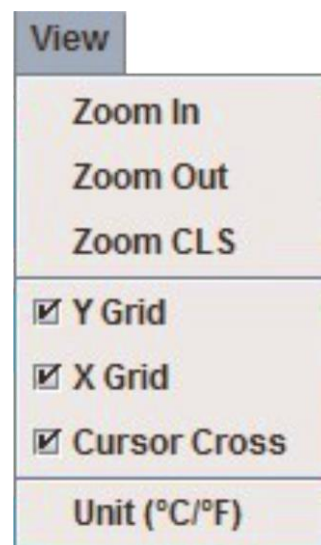 View
Zoom In
Zoom Out
Zoom CLS
Y Grid
X Grid
Cursor Cross
Unit (°C/°F)